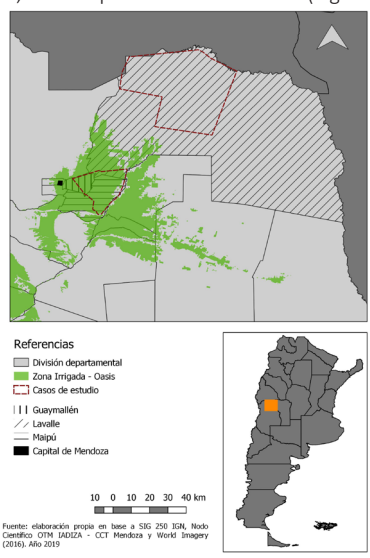 Referencias
División departamental
Zona Irrigada - Oasis
Casos de estudio
Guaymallén
Lavalle
Maipú
Capital de Mendoza
10 0 10 20 30 40 km
Fuente: elaboración propia en base a SIG 250 IGN, Nodo
Científico OTM IADIZA - CCT Mendoza y World Imagery
(2016). Año 2019